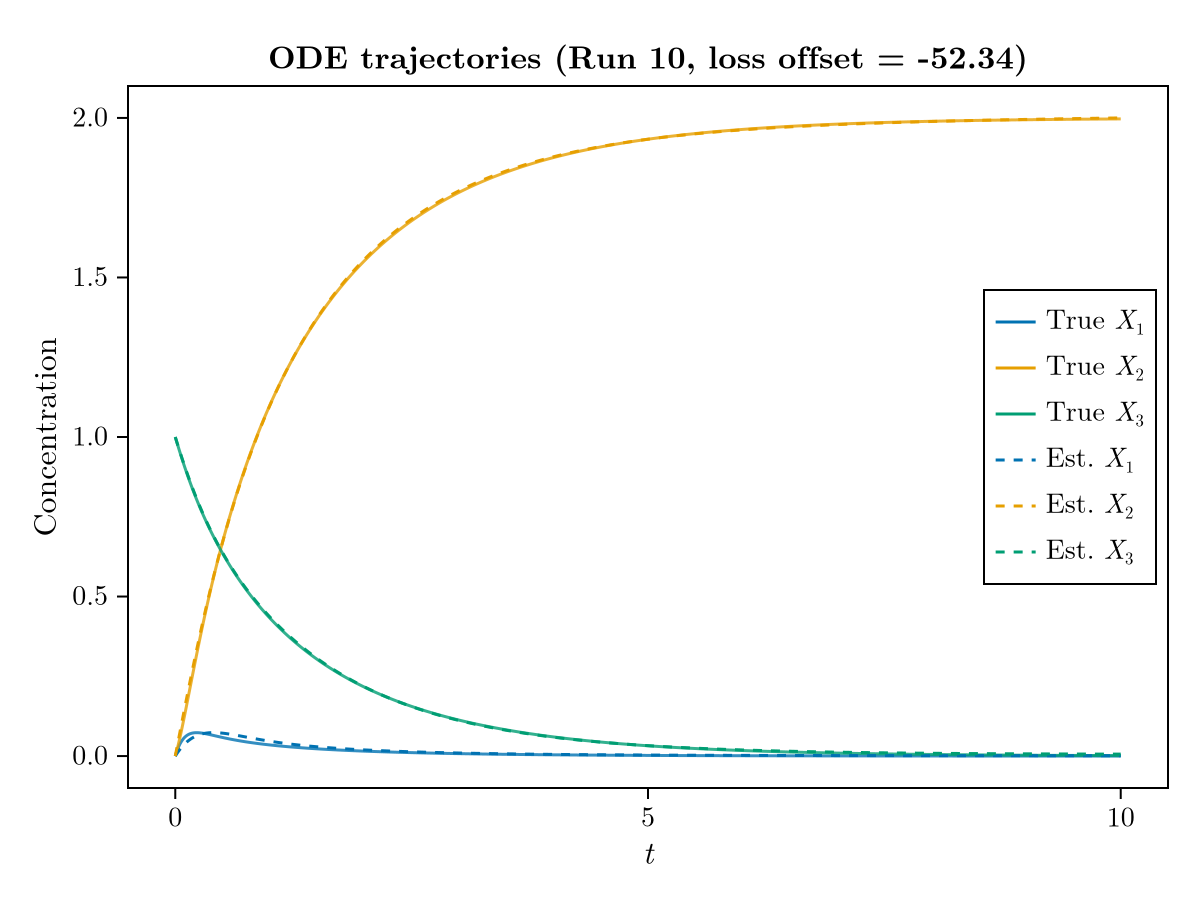 ODE trajectories (Run 10, loss offset = -52.34)
Concentration
2.0
1.5
1.0
0.5
0.0
True X₁
True X₂
True X₃
Est. X₁
Est. X₂
Est. X₃
0 5 10
t